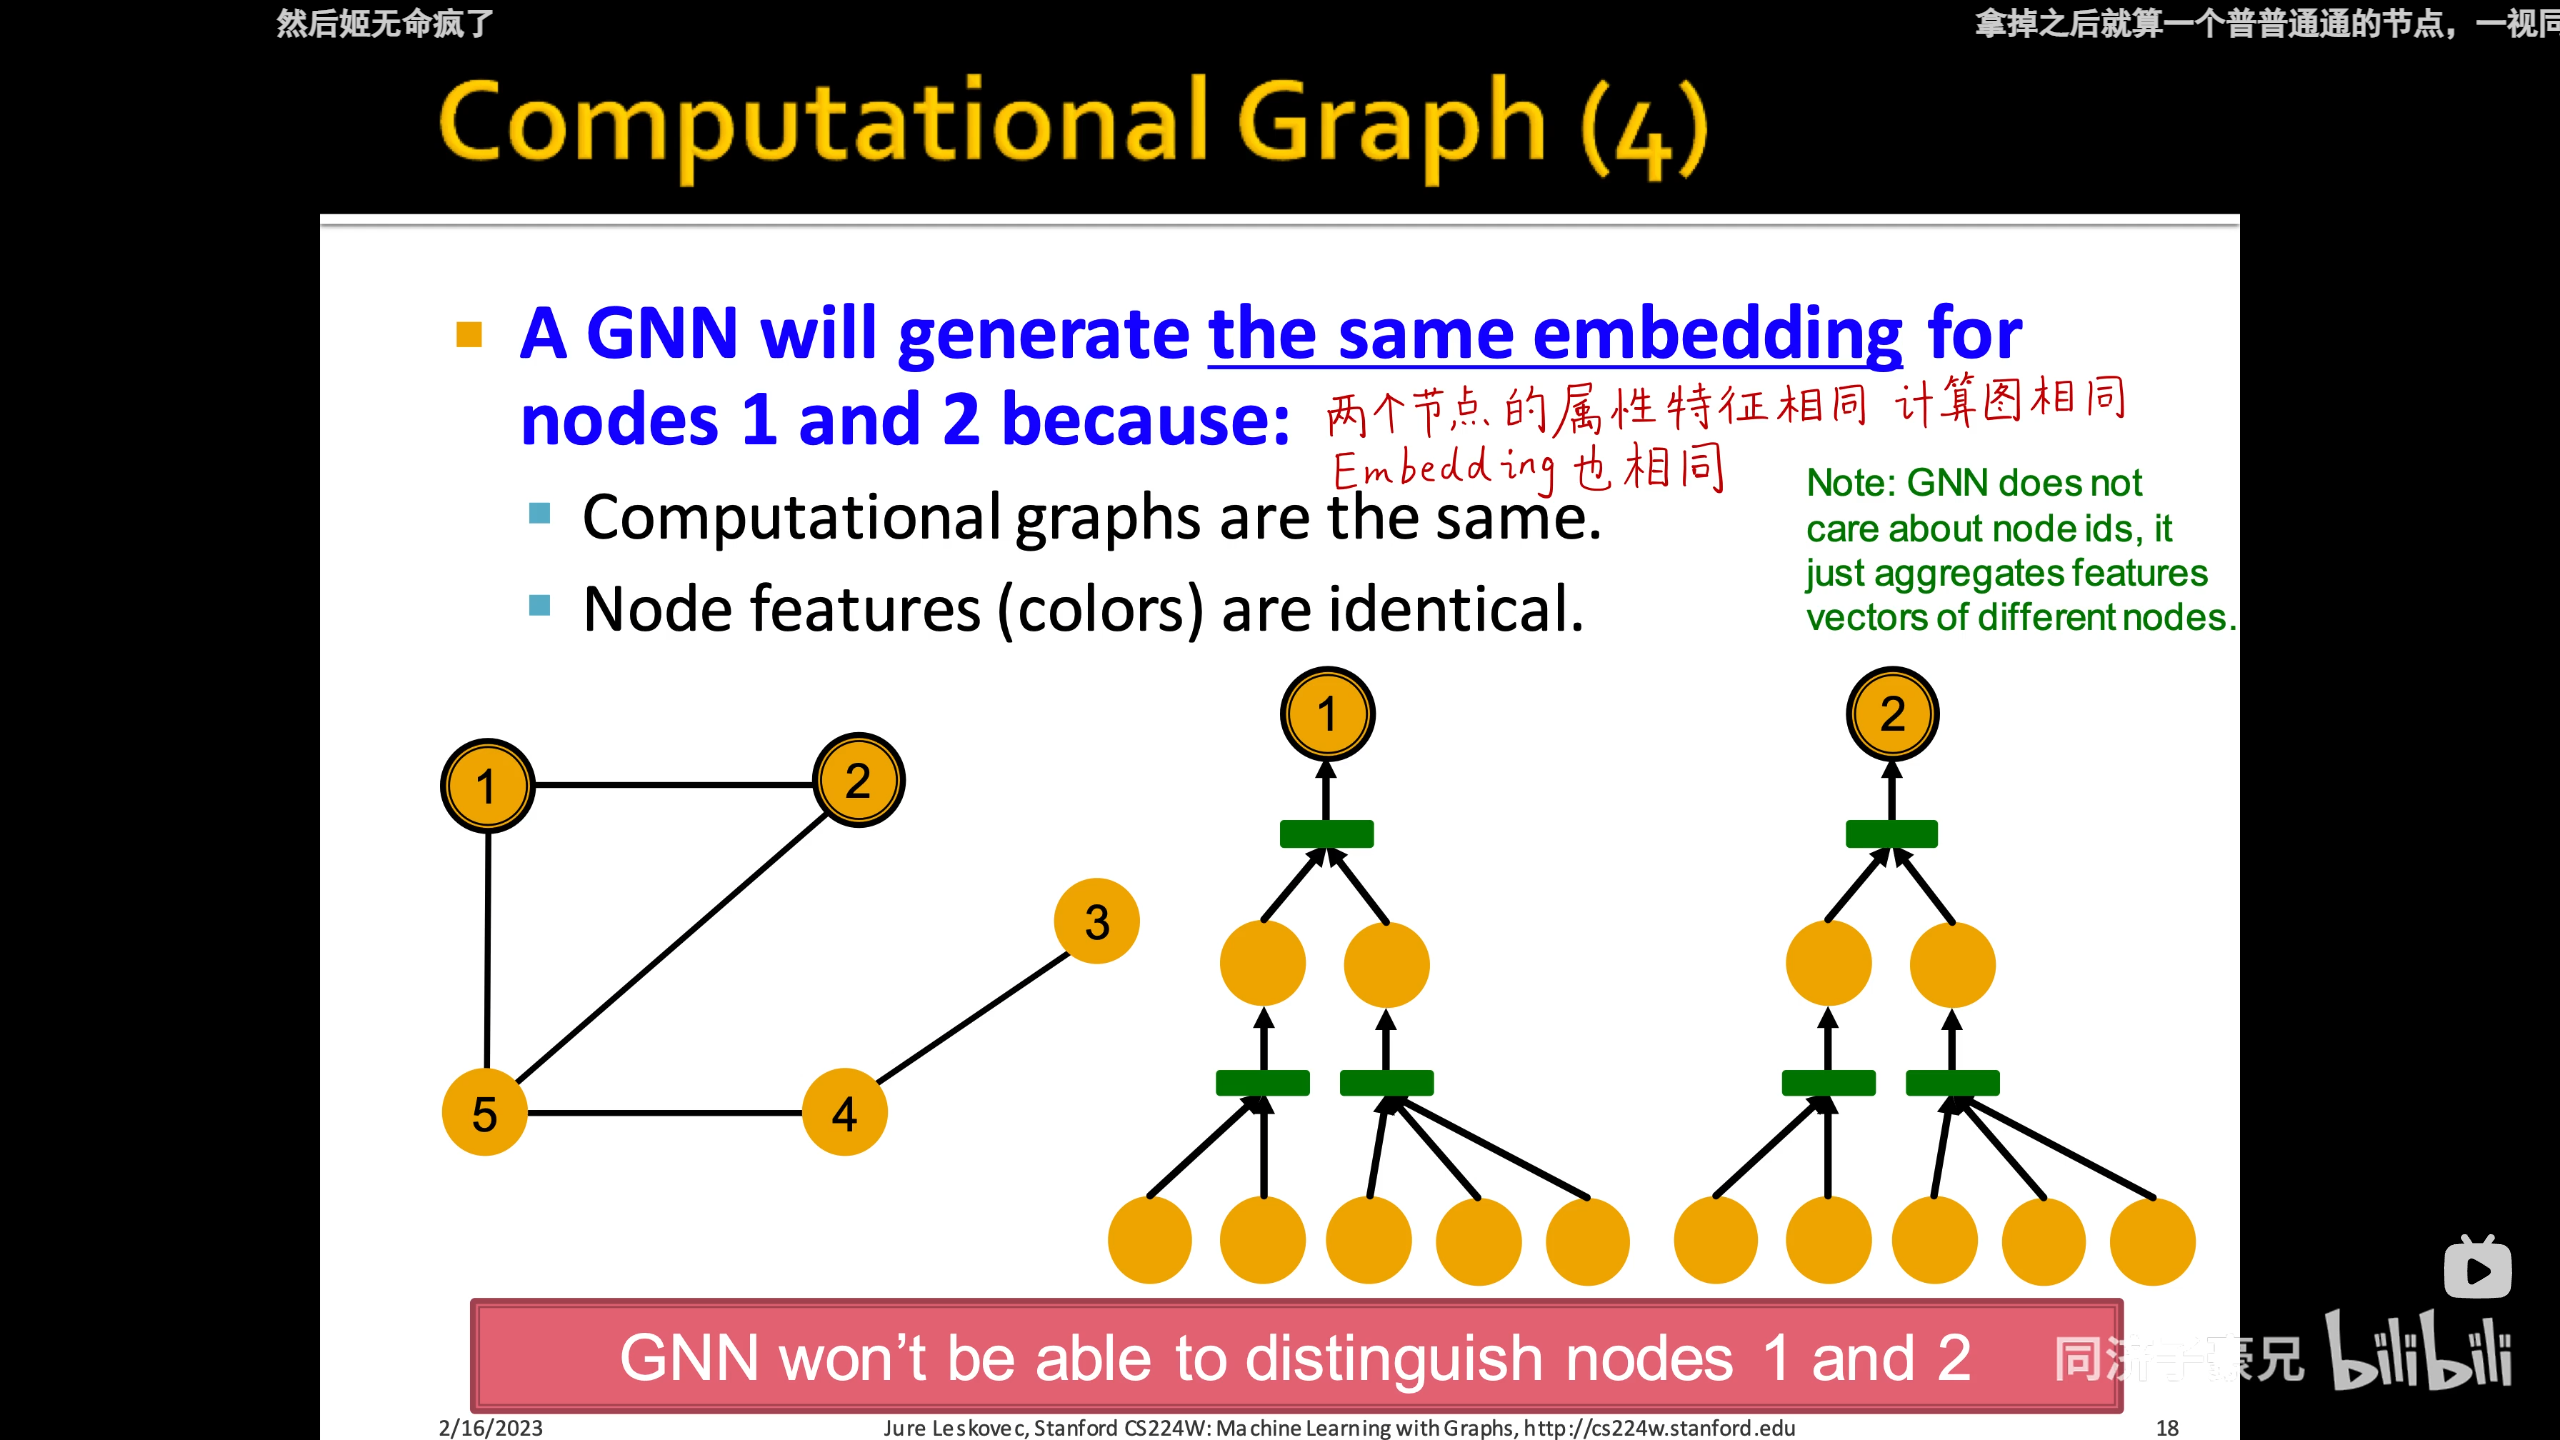 然后姬无命疯了
拿掉之后就算一个普普通通的节点，一视同
Computational Graph (4)
A GNN will generate the same embedding for
nodes 1 and 2 because:
两个节点的属性特征相同 计算图相同
Embedding也相同
Computational graphs are the same.
Node features (colors) are identical.
Note: GNN does not
care about node ids, it
just aggregates features
vectors of different nodes.
1
2
1
2
3
5
4
GNN won't be able to distinguish nodes 1 and 2
同济子豪兄
bilibili
2/16/2023
Jure Leskovec, Stanford CS224W: Machine Learning with Graphs, http://cs224w.stanford.edu
18